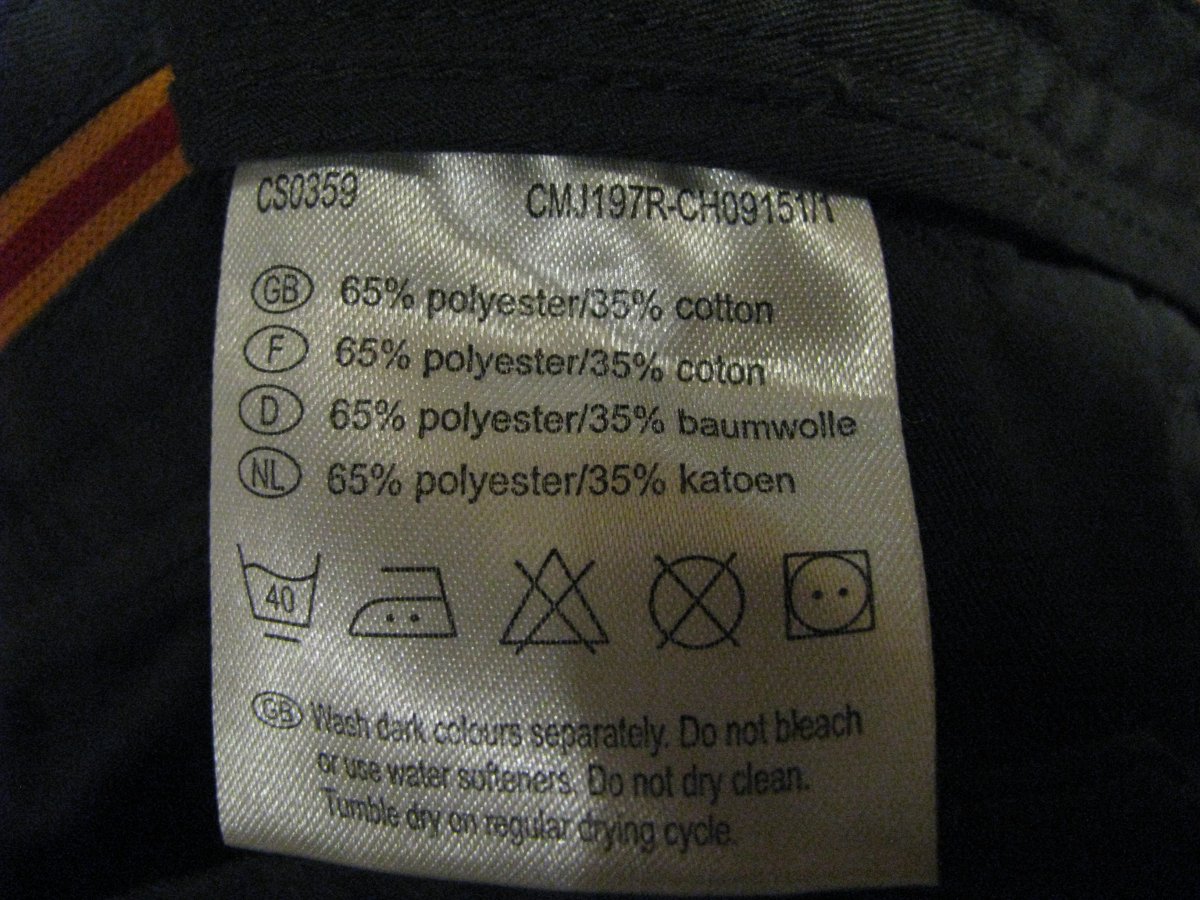 CS0359 CMJ197R-CH09151/1
GB 65% polyester/35% cotton
F 65% polyester/35% coton
D 65% polyester/35% baumwolle
NL 65% polyester/35% katoen
40
GB Wash dark colours separately. Do not bleach
or use water softeners. Do not dry clean.
Tumble dry on regular drying cycle.